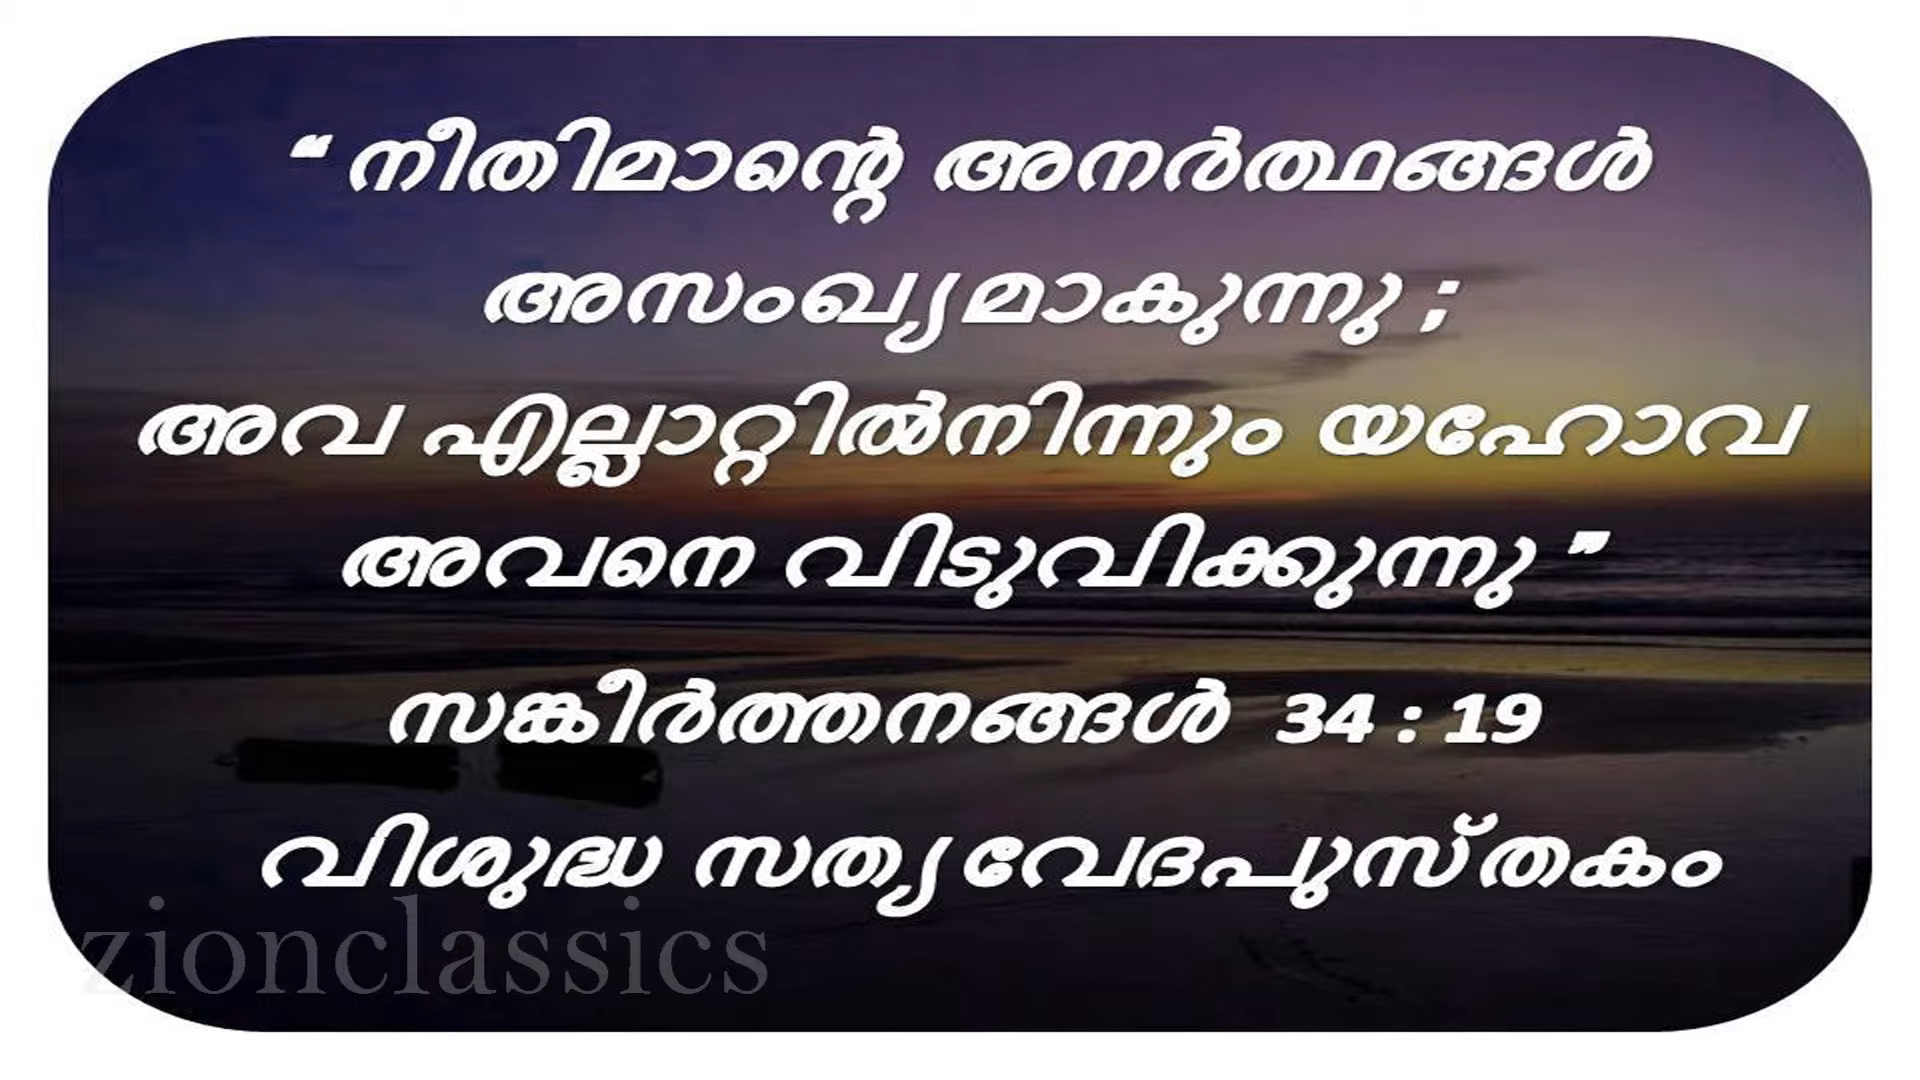 “ നീതിമാന്റെ അനർത്ഥങ്ങൾ
അസംഖ്യമാകുന്നു ;
അവ എല്ലാറ്റിൽനിന്നും യഹോവ
അവനെ വിടുവിക്കുന്നു ”
സങ്കീർത്തനങ്ങൾ 34 : 19
വിശുദ്ധ സത്യവേദപുസ്തകം
zionclassics